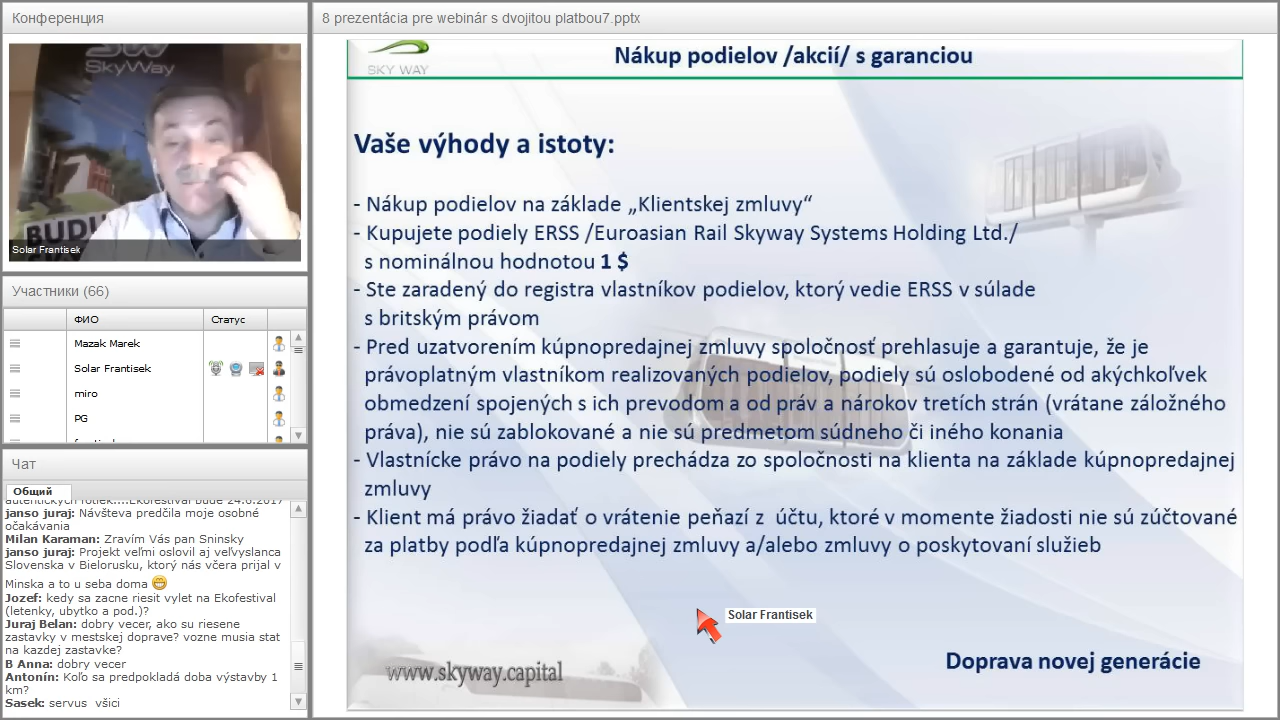 Конференция
SkyWay
BUDU
Solar Frantisek
Участники (66)
ФИО
Статус
Mazak Marek
Solar Frantisek
miro
PG
Чат
Общий
janso juraj: Návšteva predčila moje osobné
očakávania
Milan Karaman: Zravím Vás pan Sninsky
janso juraj: Projekt veľmi oslovil aj veľvyslanca
Slovenska v Bielorusku, ktorý nás včera prijal v
Minska a to u seba doma
Jozef: kedy sa zacne riesit vylet na Ekofestival
(letenky, ubytko a pod.)?
Juraj Belan: dobry vecer, ako su riesene
zastavky v mestskej doprave? vozne musia stat
na kazdej zastavke?
B Anna: dobry vecer
Antonín: Koľo sa predpokladá doba výstavby 1
km?
Sasek: servus všici
8 prezentácia pre webinár s dvojitou platbou7.pptx
SKY WAY
Nákup podielov /akcií/ s garanciou
Vaše výhody a istoty:
- Nákup podielov na základe „Klientskej zmluvy“
- Kupujete podiely ERSS /Euroasian Rail Skyway Systems Holding Ltd./
s nominálnou hodnotou 1 $
- Ste zaradený do registra vlastníkov podielov, ktorý vedie ERSS v súlade
s britským právom
- Pred uzatvorením kúpnopredajnej zmluvy spoločnosť prehlasuje a garantuje, že je
právoplatným vlastníkom realizovaných podielov, podiely sú oslobodené od akýchkoľvek
obmedzení spojených s ich prevodom a od práv a nárokov tretích strán (vrátane záložného
práva), nie sú zablokované a nie sú predmetom súdneho či iného konania
- Vlastnícke právo na podiely prechádza zo spoločnosti na klienta na základe kúpnopredajnej
zmluvy
- Klient má právo žiadať o vrátenie peňazí z účtu, ktoré v momente žiadosti nie sú zúčtované
za platby podľa kúpnopredajnej zmluvy a/alebo zmluvy o poskytovaní služieb
Solar Frantisek
www.skyway.capital
Doprava novej generácie